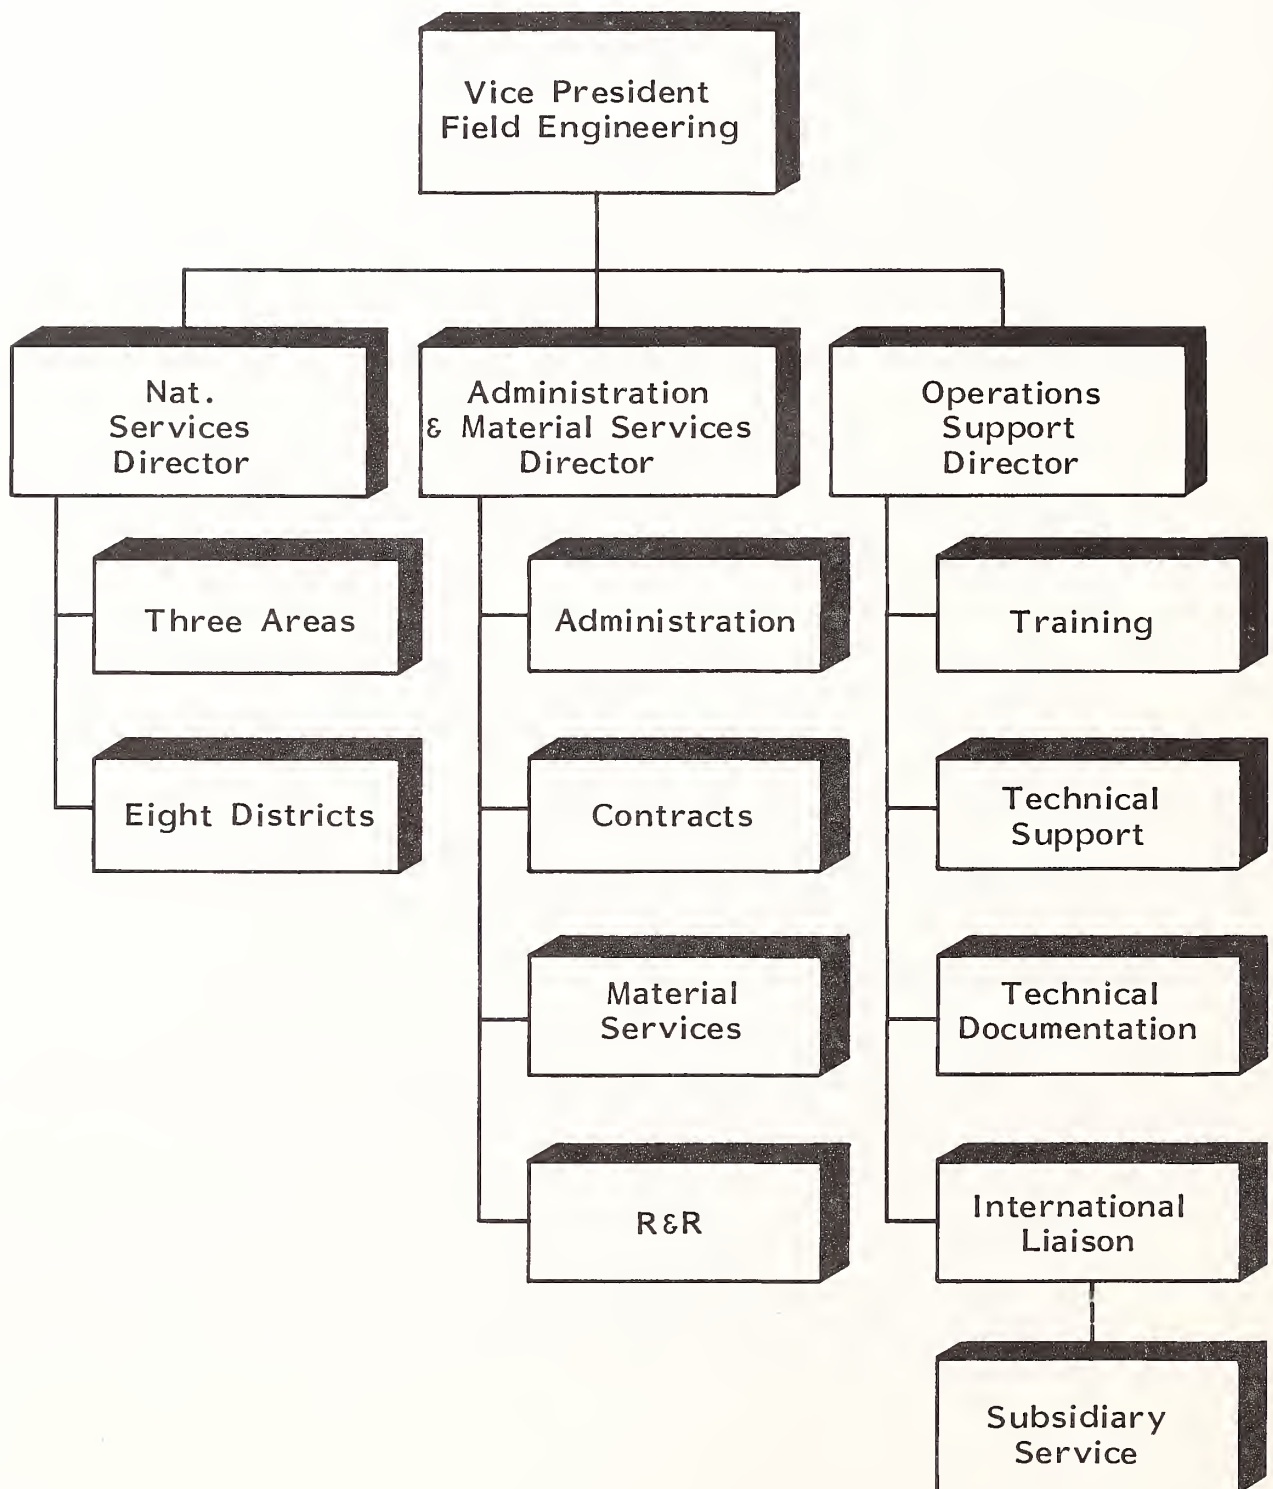 Vice President
Field Engineering
Nat.
Services
Director
Administration
& Material Services
Director
Operations
Support
Director
Three Areas
Eight Districts
Administration
Contracts
Material
Services
R&R
Training
Technical
Support
Technical
Documentation
International
Liaison
Subsidiary
Service